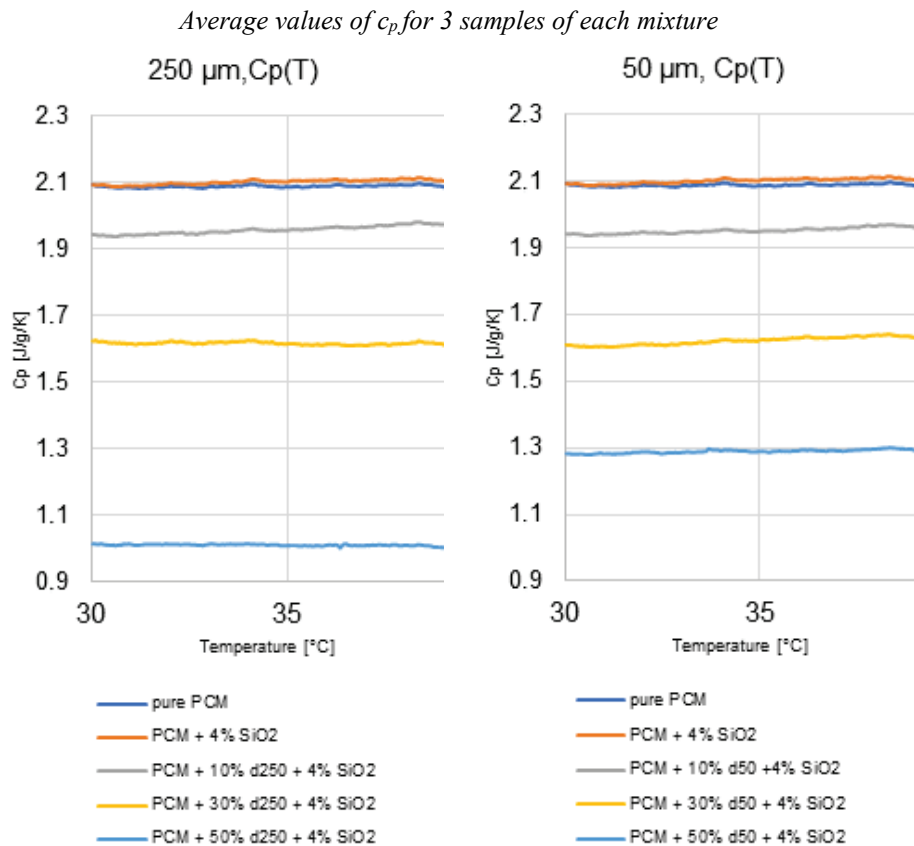 Average values of cp for 3 samples of each mixture
250 µm,Cp(T)
2.3
2.1
1.9
1.7
1.5
1.3
1.1
0.9
Cp [J/g/K]
30
35
Temperature [°C]
pure PCM
PCM + 4% SiO2
PCM + 10% d250 + 4% SiO2
PCM + 30% d250 + 4% SiO2
PCM + 50% d250 + 4% SiO2
50 µm, Cp(T)
2.3
2.1
1.9
1.7
1.5
1.3
1.1
0.9
Cp [J/g/K]
30
35
Temperature [°C]
pure PCM
PCM + 4% SiO2
PCM + 10% d50 +4% SiO2
PCM + 30% d50 + 4% SiO2
PCM + 50% d50 + 4% SiO2